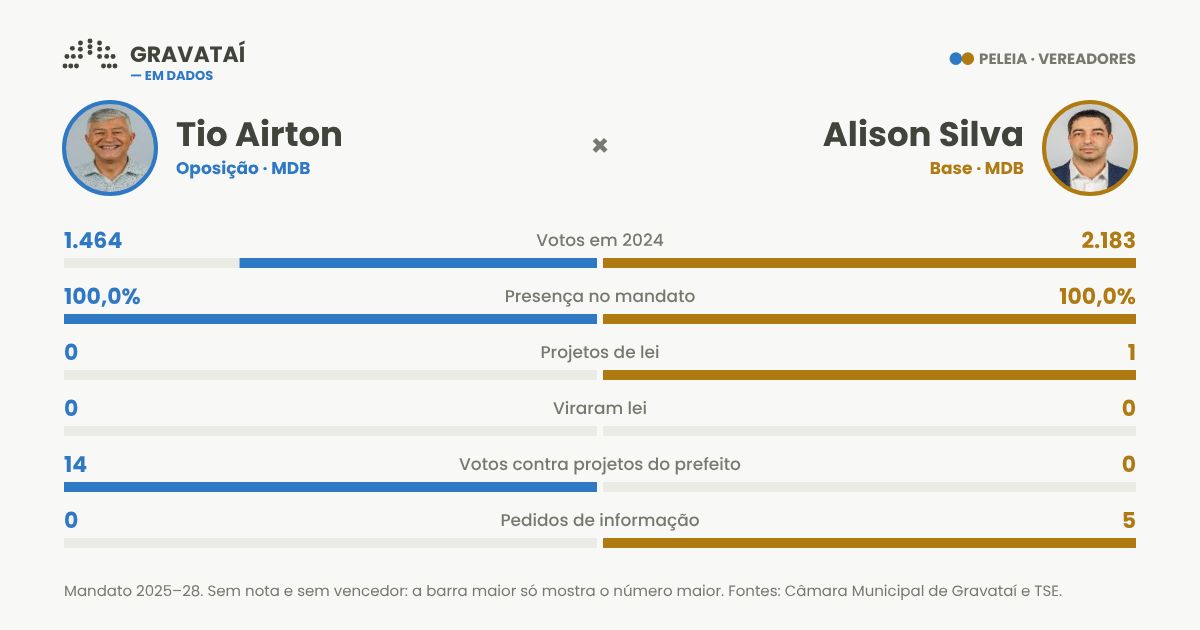 GRAVATAÍ
— EM DADOS
PELEIA · VEREADORES
Tio Airton
Oposição · MDB
×
Alison Silva
Base · MDB
1.464 Votos em 2024 2.183
100,0% Presença no mandato 100,0%
0 Projetos de lei 1
0 Viraram lei 0
14 Votos contra projetos do prefeito 0
0 Pedidos de informação 5
Mandato 2025–28. Sem nota e sem vencedor: a barra maior só mostra o número maior. Fontes: Câmara Municipal de Gravataí e TSE.